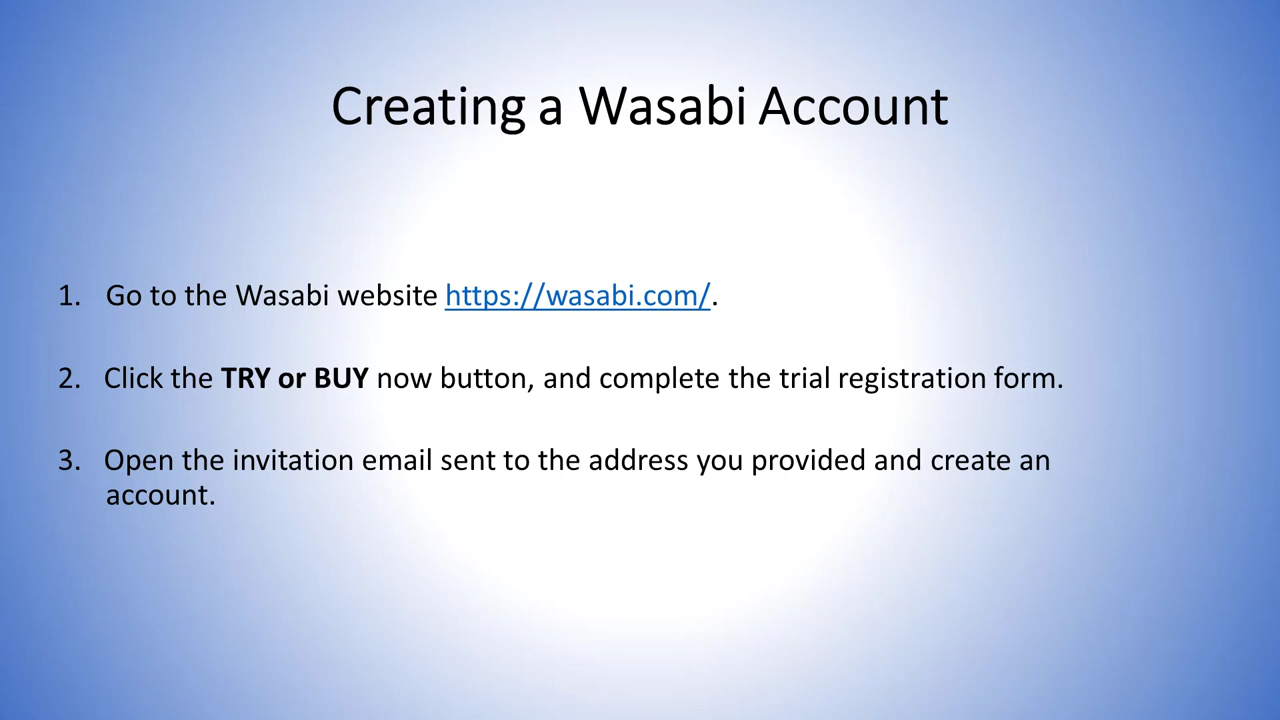 Creating a Wasabi Account
1. Go to the Wasabi website https://wasabi.com/.
2. Click the TRY or BUY now button, and complete the trial registration form.
3. Open the invitation email sent to the address you provided and create an
account.